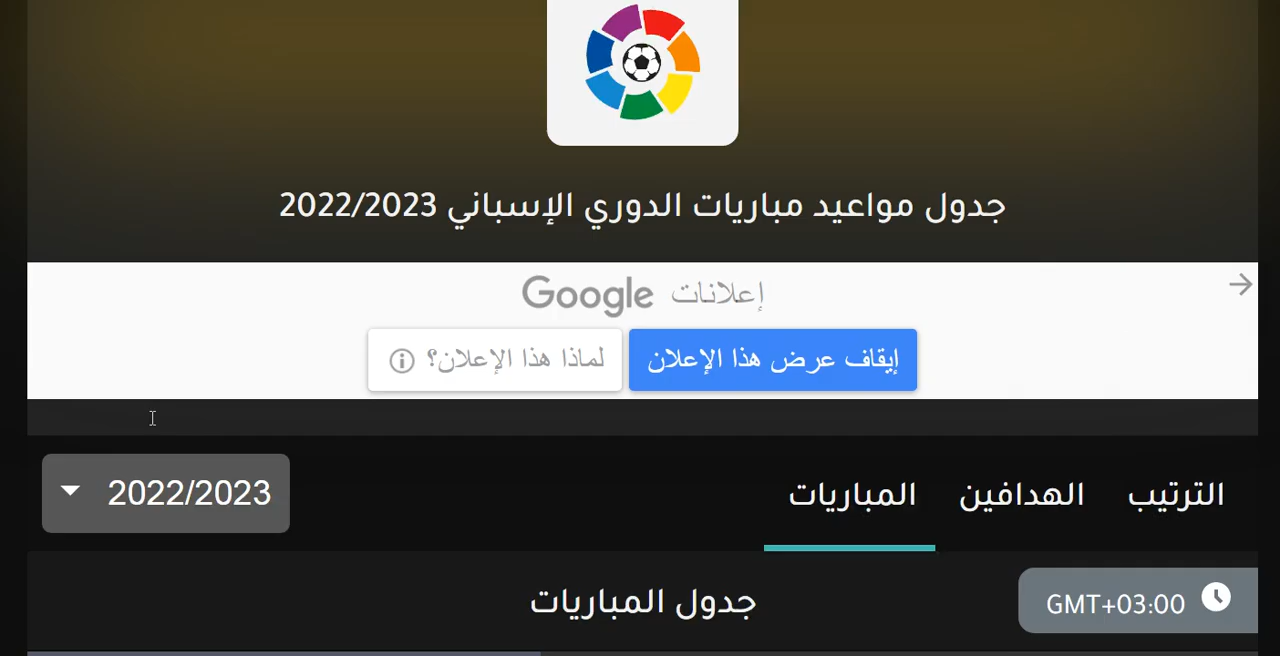 جدول مواعيد مباريات الدوري الإسباني 2022/2023
إعلانات Google
إيقاف عرض هذا الإعلان لماذا هذا الإعلان؟
الترتيب الهدافين المباريات 2022/2023
GMT+03:00 جدول المباريات